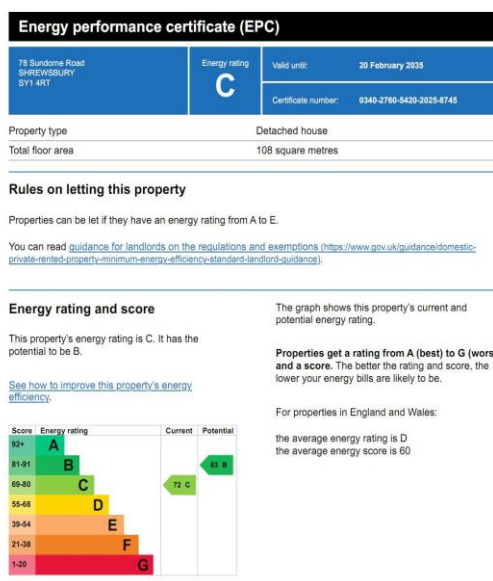 Energy performance certificate (EPC)
78 Sundorne Road
SHREWSBURY
SY1 4RT
Energy rating
C
Valid until: 20 February 2035
Certificate number: 0340-2760-5420-2025-8745
Property type Detached house
Total floor area 108 square metres
Rules on letting this property
Properties can be let if they have an energy rating from A to E.
You can read guidance for landlords on the regulations and exemptions (https://www.gov.uk/guidance/domestic-
private-rented-property-minimum-energy-efficiency-standard-landlord-guidance).
Energy rating and score
This property's energy rating is C. It has the
potential to be B.
See how to improve this property's energy
efficiency.
Score Energy rating Current Potential
92+ A
81-91 B 83 B
69-80 C 72 C
55-68 D
39-54 E
21-38 F
1-20 G
The graph shows this property's current and
potential energy rating.
Properties get a rating from A (best) to G (wors
and a score. The better the rating and score, the
lower your energy bills are likely to be.
For properties in England and Wales:
the average energy rating is D
the average energy score is 60